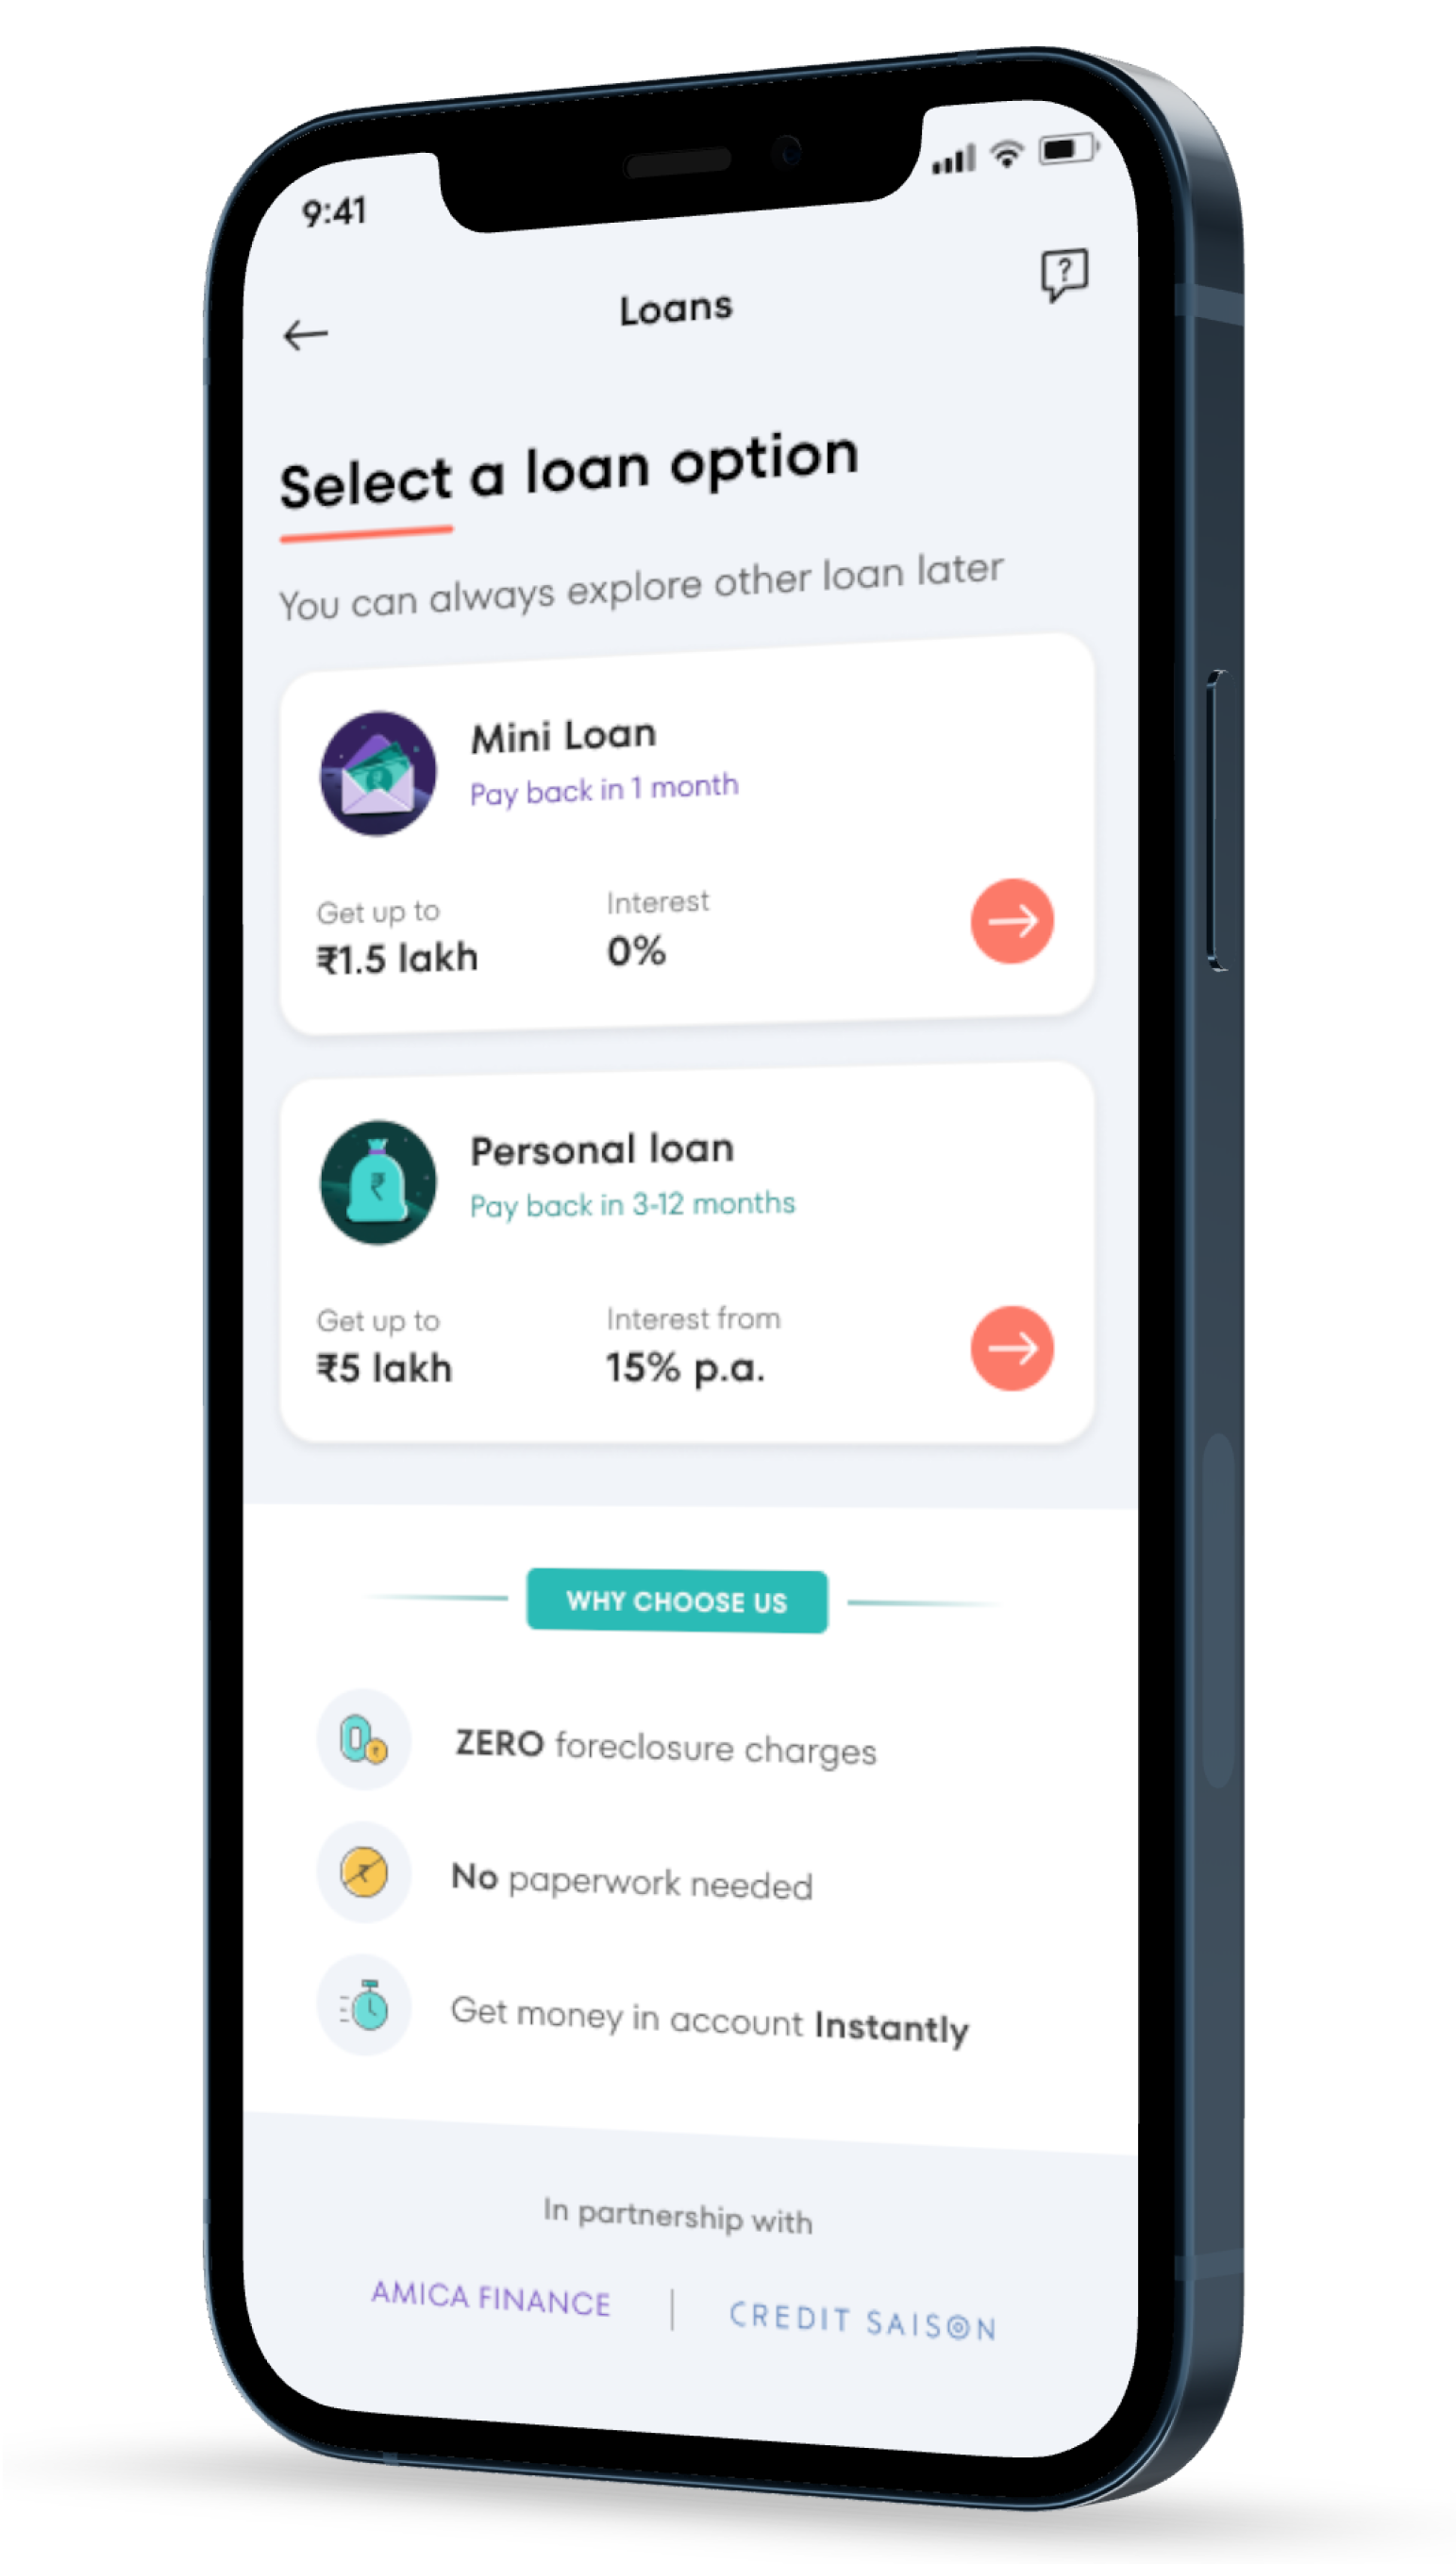 9:41
Loans
Select a loan option
You can always explore other loan later
Mini Loan
Pay back in 1 month
Get up to
₹1.5 lakh
Interest
0%
Personal loan
Pay back in 3-12 months
Get up to
₹5 lakh
Interest from
15% p.a.
WHY CHOOSE US
ZERO foreclosure charges
No paperwork needed
Get money in account Instantly
In partnership with
AMICA FINANCE | CREDIT SAISON